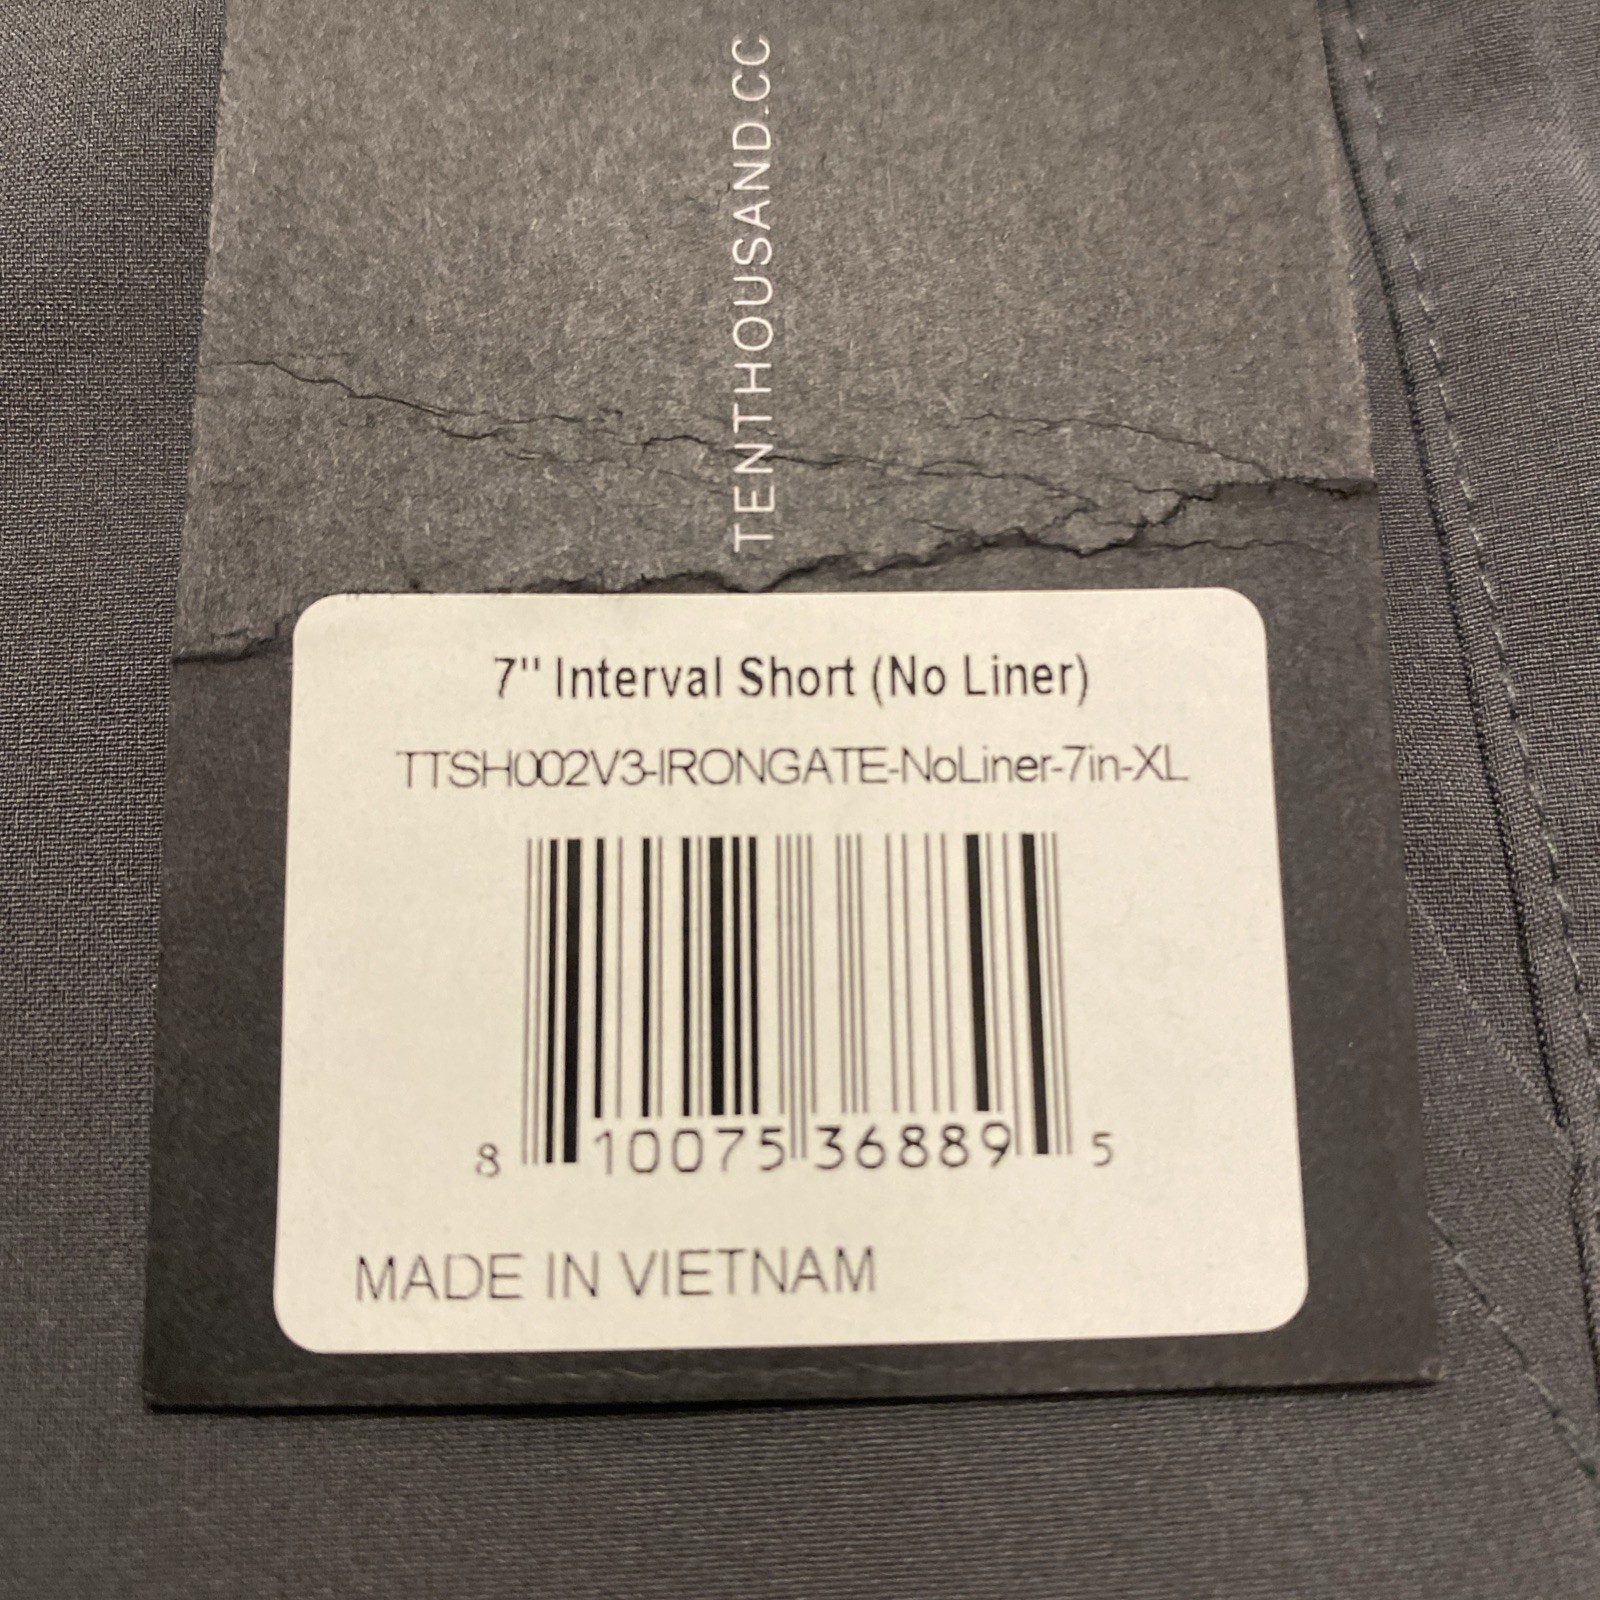 TENTHOUSAND.CC
7" Interval Short (No Liner)
TTSH002V3-IRONGATE-NoLiner-7in-XL
8 10075 36889 5
MADE IN VIETNAM